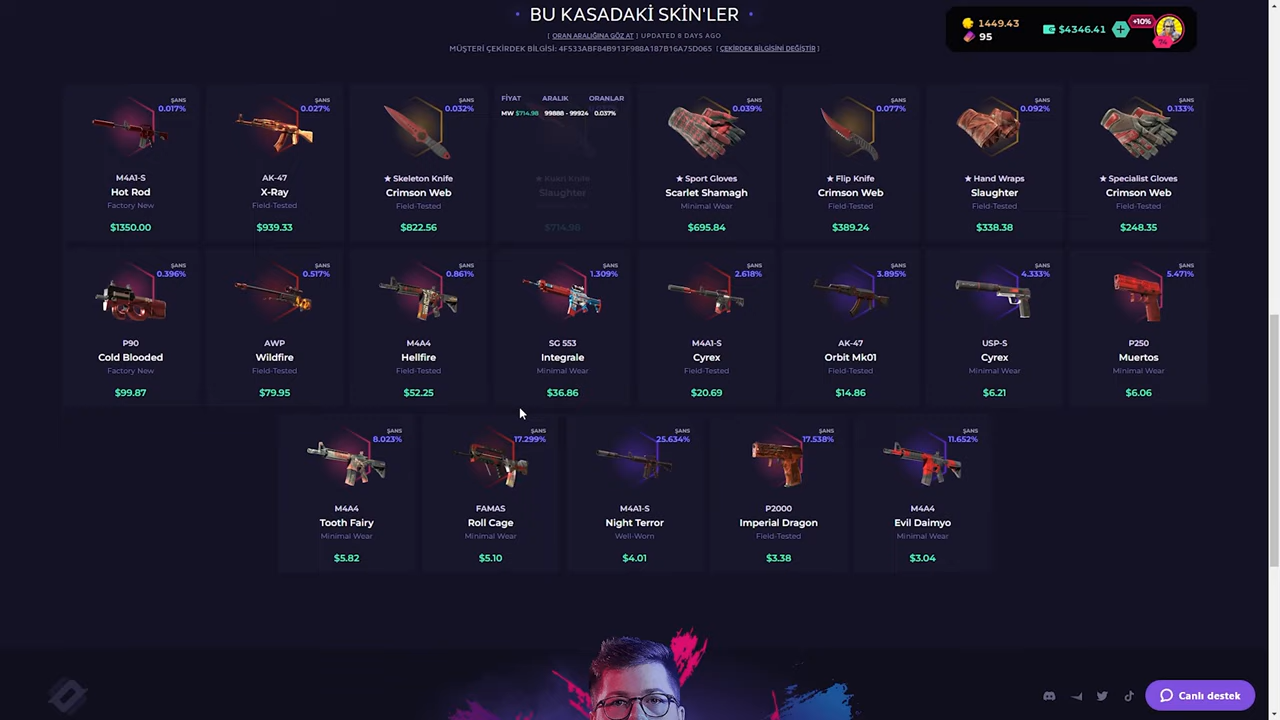 BU KASADAKİ SKİN'LER
[ ORAN ARALIĞINA GÖZ AT ] UPDATED 8 DAYS AGO
MÜŞTERİ ÇEKİRDEK BİLGİSİ: 4F533ABF84B913F988A187B16A75D065 [ ÇEKİRDEK BİLGİSİNİ DEĞİŞTİR ]
1449.43
95
$4346.41
+
+10%
ŞANS
0.017%
M4A1-S
Hot Rod
Factory New
$1350.00
ŞANS
0.027%
AK-47
X-Ray
Field-Tested
$939.33
ŞANS
0.032%
★ Skeleton Knife
Crimson Web
Field-Tested
$822.56
FİYAT ARALIK ORANLAR
MW $714.98 99888 - 99924 0.037%
Slaughter
$714.98
ŞANS
0.039%
★ Sport Gloves
Scarlet Shamagh
Minimal Wear
$695.84
ŞANS
0.077%
★ Flip Knife
Crimson Web
Field-Tested
$389.24
ŞANS
0.092%
★ Hand Wraps
Slaughter
Field-Tested
$338.38
ŞANS
0.133%
★ Specialist Gloves
Crimson Web
Field-Tested
$248.35
ŞANS
0.396%
P90
Cold Blooded
Factory New
$99.87
ŞANS
0.517%
AWP
Wildfire
Field-Tested
$79.95
ŞANS
0.861%
M4A4
Hellfire
Field-Tested
$52.25
ŞANS
1.309%
SG 553
Integrale
Minimal Wear
$36.86
ŞANS
2.618%
M4A1-S
Cyrex
Field-Tested
$20.69
ŞANS
3.895%
AK-47
Orbit Mk01
Field-Tested
$14.86
ŞANS
4.333%
USP-S
Cyrex
Field-Tested
$6.21
ŞANS
5.471%
P250
Muertos
Minimal Wear
$6.06
ŞANS
8.023%
M4A4
Tooth Fairy
Minimal Wear
$5.82
ŞANS
17.299%
FAMAS
Roll Cage
Minimal Wear
$5.10
ŞANS
25.634%
M4A1-S
Night Terror
Well-Worn
$4.01
ŞANS
17.538%
P2000
Imperial Dragon
Field-Tested
$3.38
ŞANS
11.652%
M4A4
Evil Daimyo
Minimal Wear
$3.04
Canlı destek